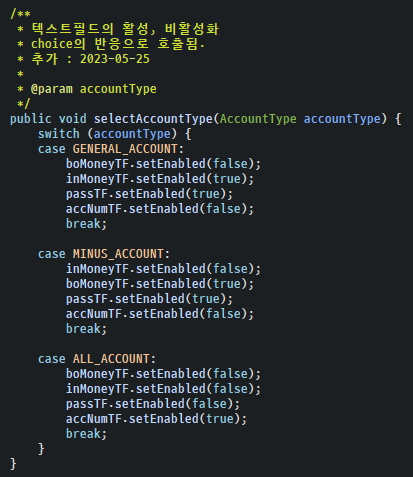 /**
 * 텍스트필드의 활성, 비활성화
 * choice의 반응으로 호출됨.
 * 추가 : 2023-05-25
 *
 * @param accountType
 */
public void selectAccountType(AccountType accountType) {
    switch (accountType) {
    case GENERAL_ACCOUNT:
        boMoneyTF.setEnabled(false);
        inMoneyTF.setEnabled(true);
        passTF.setEnabled(true);
        accNumTF.setEnabled(false);
        break;

    case MINUS_ACCOUNT:
        inMoneyTF.setEnabled(false);
        boMoneyTF.setEnabled(true);
        passTF.setEnabled(true);
        accNumTF.setEnabled(false);
        break;

    case ALL_ACCOUNT:
        boMoneyTF.setEnabled(false);
        inMoneyTF.setEnabled(false);
        passTF.setEnabled(false);
        accNumTF.setEnabled(true);
        break;
    }
}